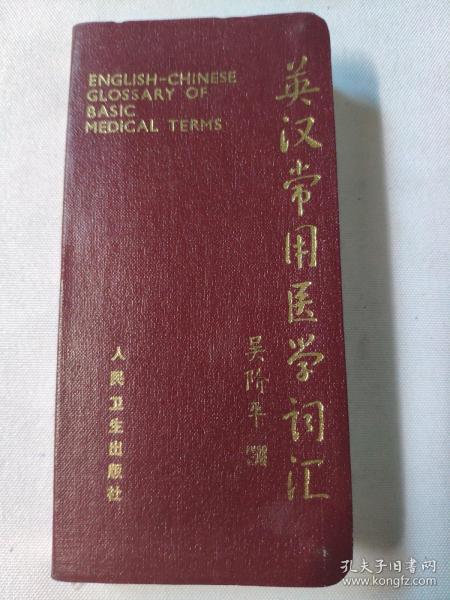 ENGLISH-CHINESE
GLOSSARY OF
BASIC
MEDICAL TERMS
英汉常用医学词汇
吴阶平
人民卫生出版社
孔夫子旧书网
kongfz.com